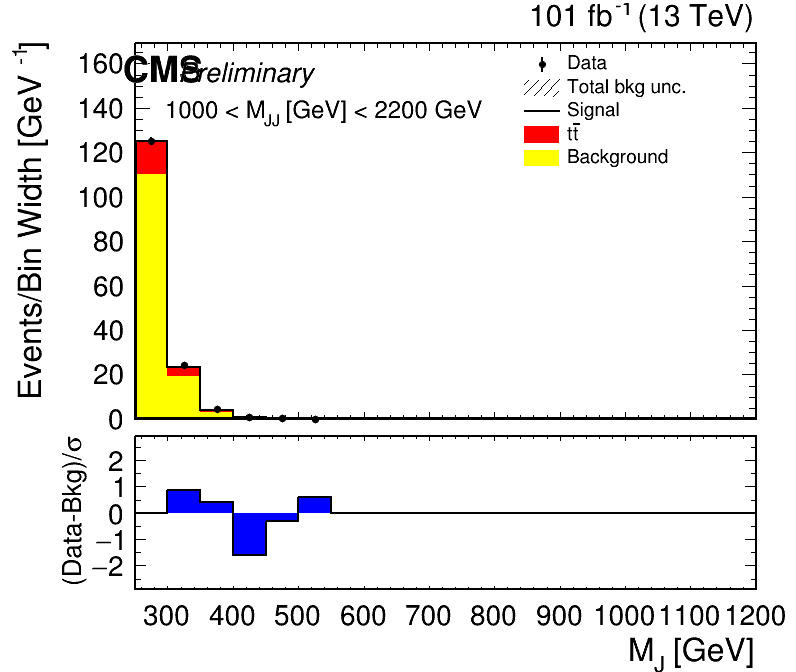 101 fb⁻¹ (13 TeV)
CMS Preliminary
1000 < M_JJ [GeV] < 2200 GeV
Data
Total bkg unc.
Signal
tt̄
Background
Events/Bin Width [GeV⁻¹]
160
140
120
100
80
60
40
20
0
(Data-Bkg)/σ
2
1
0
−1
−2
300 400 500 600 700 800 900 1000 1100 1200
M_J [GeV]